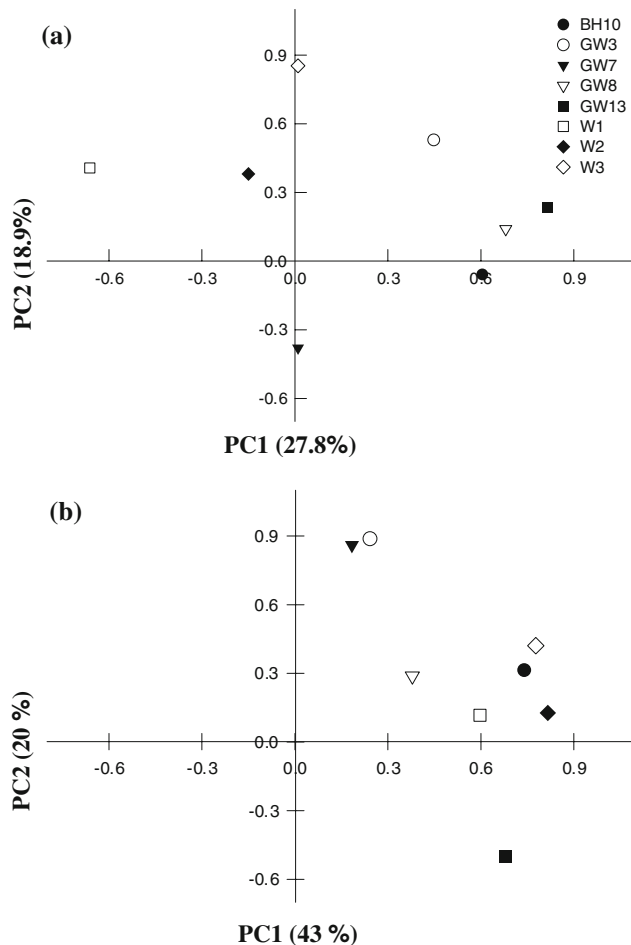 (a)
0.9
0.6
0.3
0.0
-0.3
-0.6
-0.6
-0.3
0.0
0.3
0.6
0.9
PC2 (18.9%)
PC1 (27.8%)
BH10
GW3
GW7
GW8
GW13
W1
W2
W3
(b)
0.9
0.6
0.3
0.0
-0.3
-0.6
-0.6
-0.3
0.0
0.3
0.6
0.9
PC2 (20 %)
PC1 (43 %)